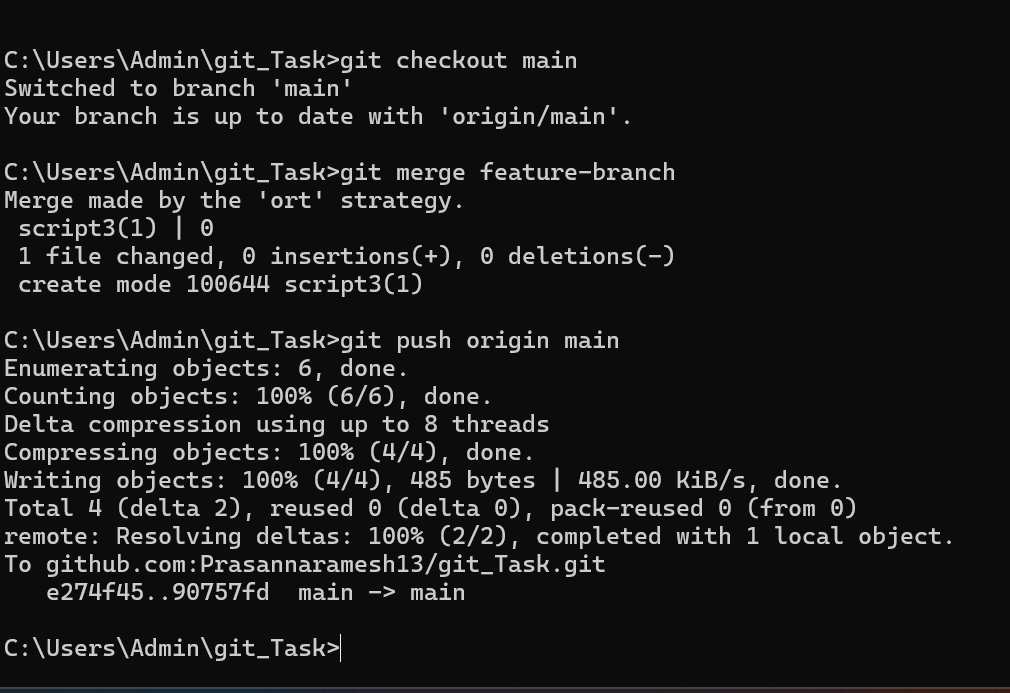 C:\Users\Admin\git_Task>git checkout main
Switched to branch 'main'
Your branch is up to date with 'origin/main'.
C:\Users\Admin\git_Task>git merge feature-branch
Merge made by the 'ort' strategy.
 script3(1) | 0
 1 file changed, 0 insertions(+), 0 deletions(-)
 create mode 100644 script3(1)
C:\Users\Admin\git_Task>git push origin main
Enumerating objects: 6, done.
Counting objects: 100% (6/6), done.
Delta compression using up to 8 threads
Compressing objects: 100% (4/4), done.
Writing objects: 100% (4/4), 485 bytes | 485.00 KiB/s, done.
Total 4 (delta 2), reused 0 (delta 0), pack-reused 0 (from 0)
remote: Resolving deltas: 100% (2/2), completed with 1 local object.
To github.com:Prasannaramesh13/git_Task.git
   e274f45..90757fd  main -> main
C:\Users\Admin\git_Task>